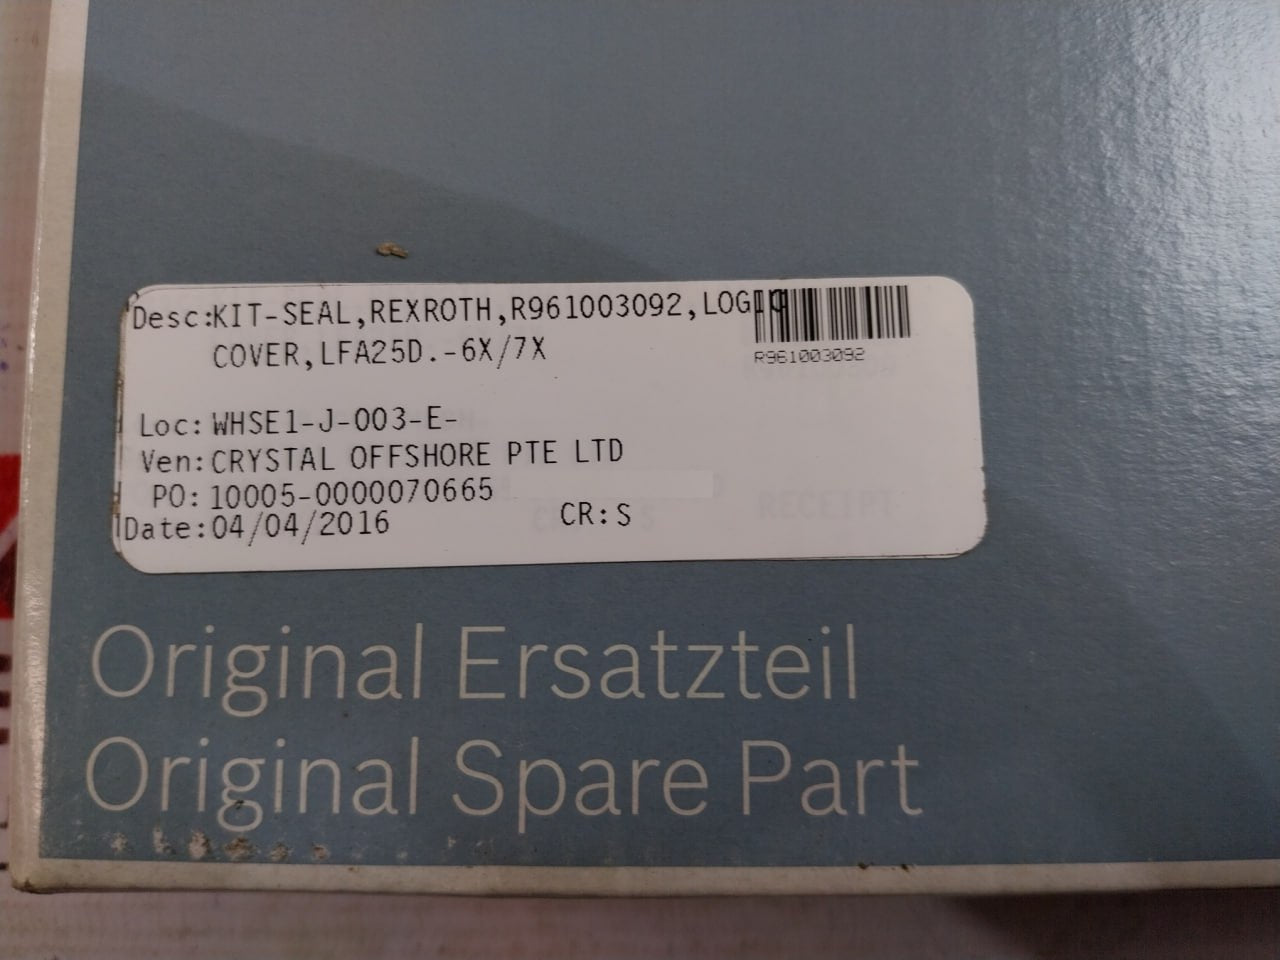 Desc:KIT-SEAL,REXROTH,R961003092,LOGIC
COVER,LFA25D.-6X/7X
R961003092
Loc: WHSE1-J-003-E-
Ven: CRYSTAL OFFSHORE PTE LTD
PO: 10005-0000070665
Date: 04/04/2016
CR: S
RECEIPT
Original Ersatzteil
Original Spare Part